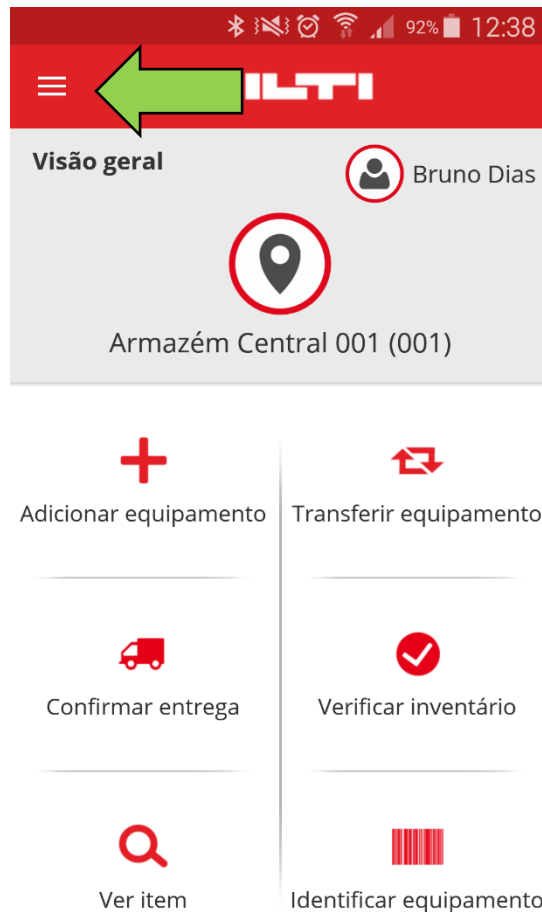 92% 12:38
ILTI
Visão geral
Bruno Dias
Armazém Central 001 (001)
Adicionar equipamento
Transferir equipamento
Confirmar entrega
Verificar inventário
Ver item
Identificar equipamento